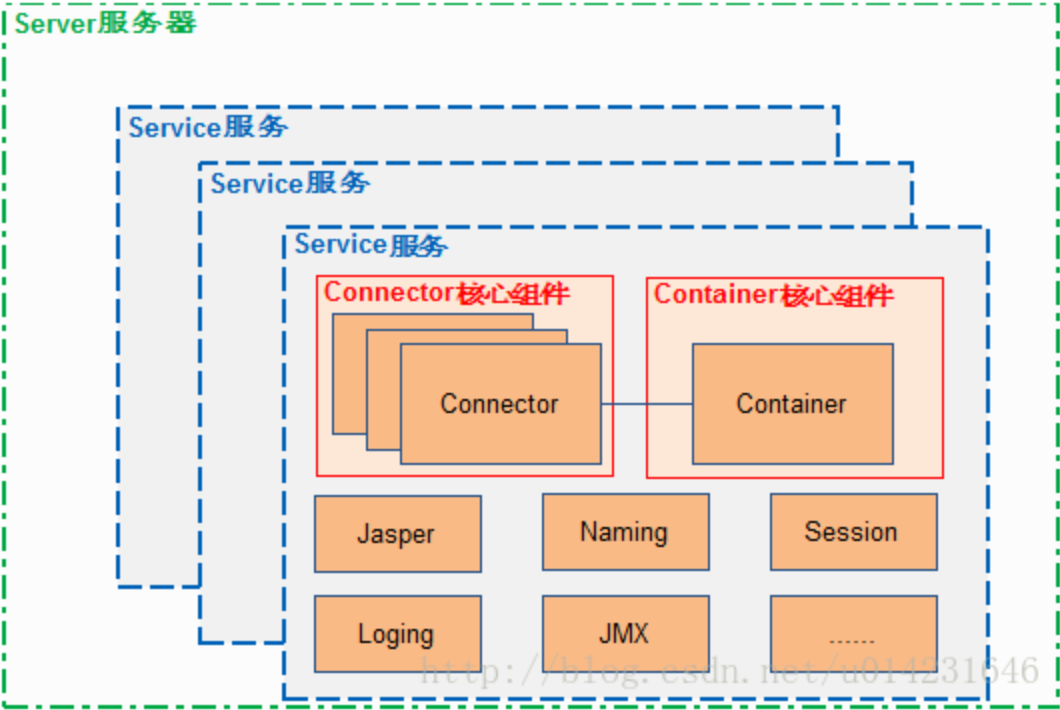 Server服务器
Service服务
Service服务
Service服务
Connector核心组件
Container核心组件
Connector
Container
Jasper
Naming
Session
Loging
JMX
......
http://blog.csdn.net/u014231646